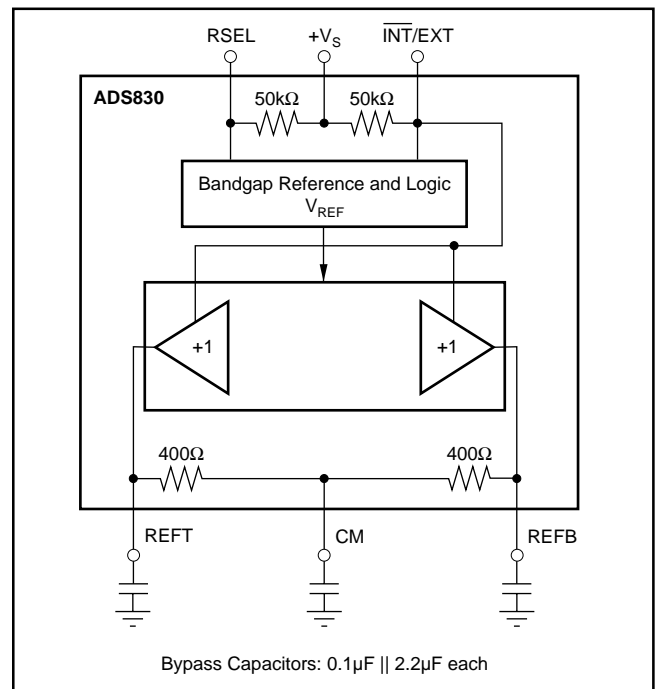 RSEL +VS INT/EXT
ADS830
50kΩ 50kΩ
Bandgap Reference and Logic
VREF
+1 +1
400Ω 400Ω
REFT CM REFB
Bypass Capacitors: 0.1µF || 2.2µF each